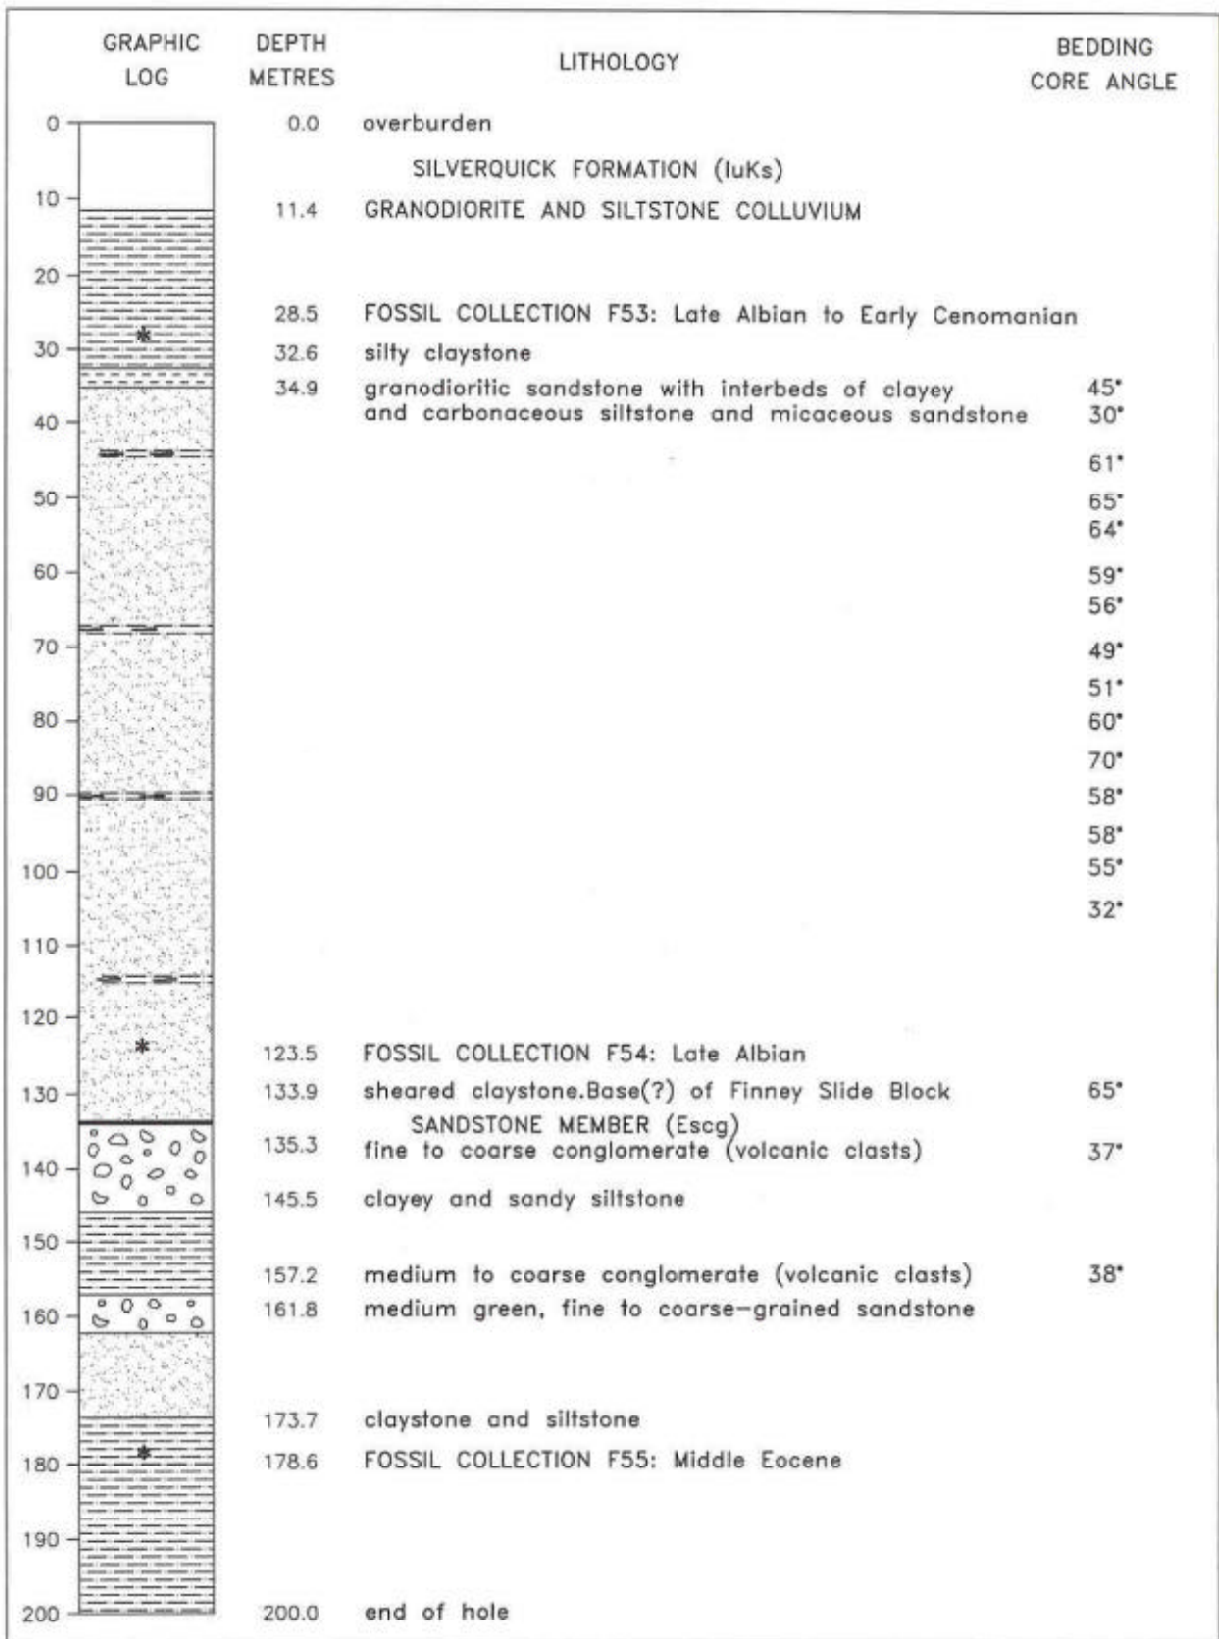 GRAPHIC LOG DEPTH METRES LITHOLOGY BEDDING CORE ANGLE
0 0.0 overburden
SILVERQUICK FORMATION (luKs)
10 11.4 GRANODIORITE AND SILTSTONE COLLUVIUM
20
28.5 FOSSIL COLLECTION F53: Late Albian to Early Cenomanian
30 32.6 silty claystone
34.9 granodioritic sandstone with interbeds of clayey 45°
and carbonaceous siltstone and micaceous sandstone 30°
40
61°
50 65°
64°
60 59°
56°
70 49°
51°
80 60°
70°
90 58°
58°
100 55°
32°
110
120
123.5 FOSSIL COLLECTION F54: Late Albian
130 133.9 sheared claystone.Base(?) of Finney Slide Block 65°
SANDSTONE MEMBER (Escg)
135.3 fine to coarse conglomerate (volcanic clasts) 37°
140
145.5 clayey and sandy siltstone
150
157.2 medium to coarse conglomerate (volcanic clasts) 38°
160 161.8 medium green, fine to coarse-grained sandstone
170
173.7 claystone and siltstone
180 178.6 FOSSIL COLLECTION F55: Middle Eocene
190
200 200.0 end of hole